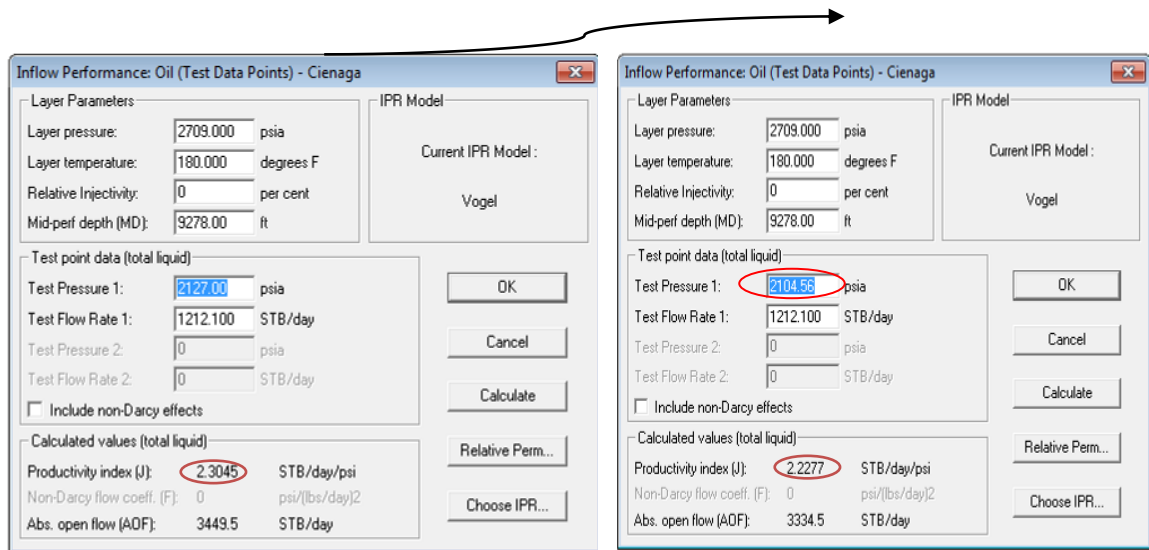 Inflow Performance: Oil (Test Data Points) - Cienaga
Layer Parameters
Layer pressure: 2709.000 psia
Layer temperature: 180.000 degrees F
Relative Injectivity: 0 per cent
Mid-perf depth (MD): 9278.00 ft
IPR Model
Current IPR Model :
Vogel
Test point data (total liquid)
Test Pressure 1: 2127.00 psia
Test Flow Rate 1: 1212.100 STB/day
Test Pressure 2: 0 psia
Test Flow Rate 2: 0 STB/day
Include non-Darcy effects
Calculated values (total liquid)
Productivity index (J): 2.3045 STB/day/psi
Non-Darcy flow coeff. (F): 0 psi/(lbs/day)2
Abs. open flow (AOF): 3449.5 STB/day
OK
Cancel
Calculate
Relative Perm...
Choose IPR...
Inflow Performance: Oil (Test Data Points) - Cienaga
Layer Parameters
Layer pressure: 2709.000 psia
Layer temperature: 180.000 degrees F
Relative Injectivity: 0 per cent
Mid-perf depth (MD): 9278.00 ft
IPR Model
Current IPR Model :
Vogel
Test point data (total liquid)
Test Pressure 1: 2104.56 psia
Test Flow Rate 1: 1212.100 STB/day
Test Pressure 2: 0 psia
Test Flow Rate 2: 0 STB/day
Include non-Darcy effects
Calculated values (total liquid)
Productivity index (J): 2.2277 STB/day/psi
Non-Darcy flow coeff. (F): 0 psi/(lbs/day)2
Abs. open flow (AOF): 3334.5 STB/day
OK
Cancel
Calculate
Relative Perm...
Choose IPR...